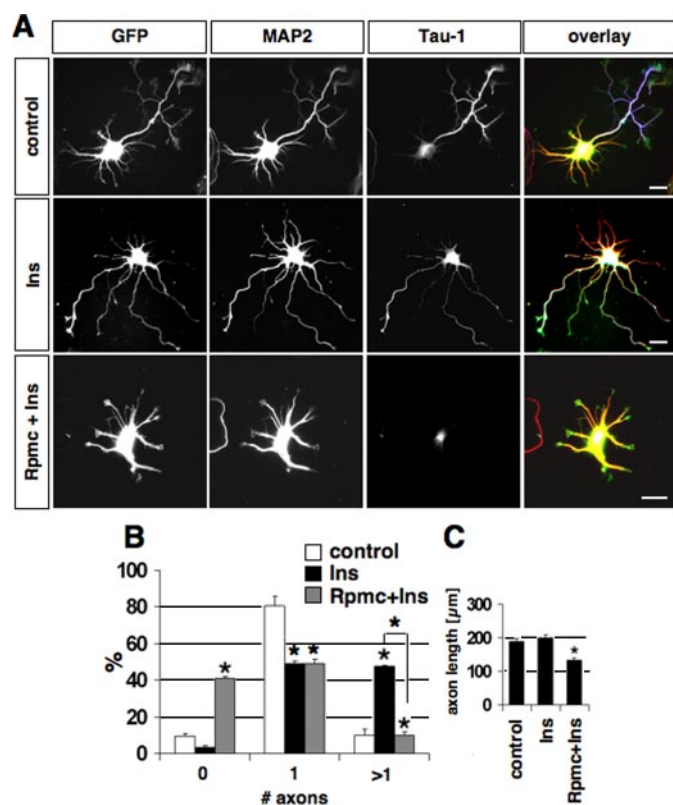 A
GFP MAP2 Tau-1 overlay
control
Ins
Rpmc + Ins
B
control
Ins
Rpmc+Ins
100
80
60
40
20
0
%
* * * * * *
0 1 >1
# axons
C
axon length [µm]
300
200
100
0
*
control Ins Rpmc+Ins